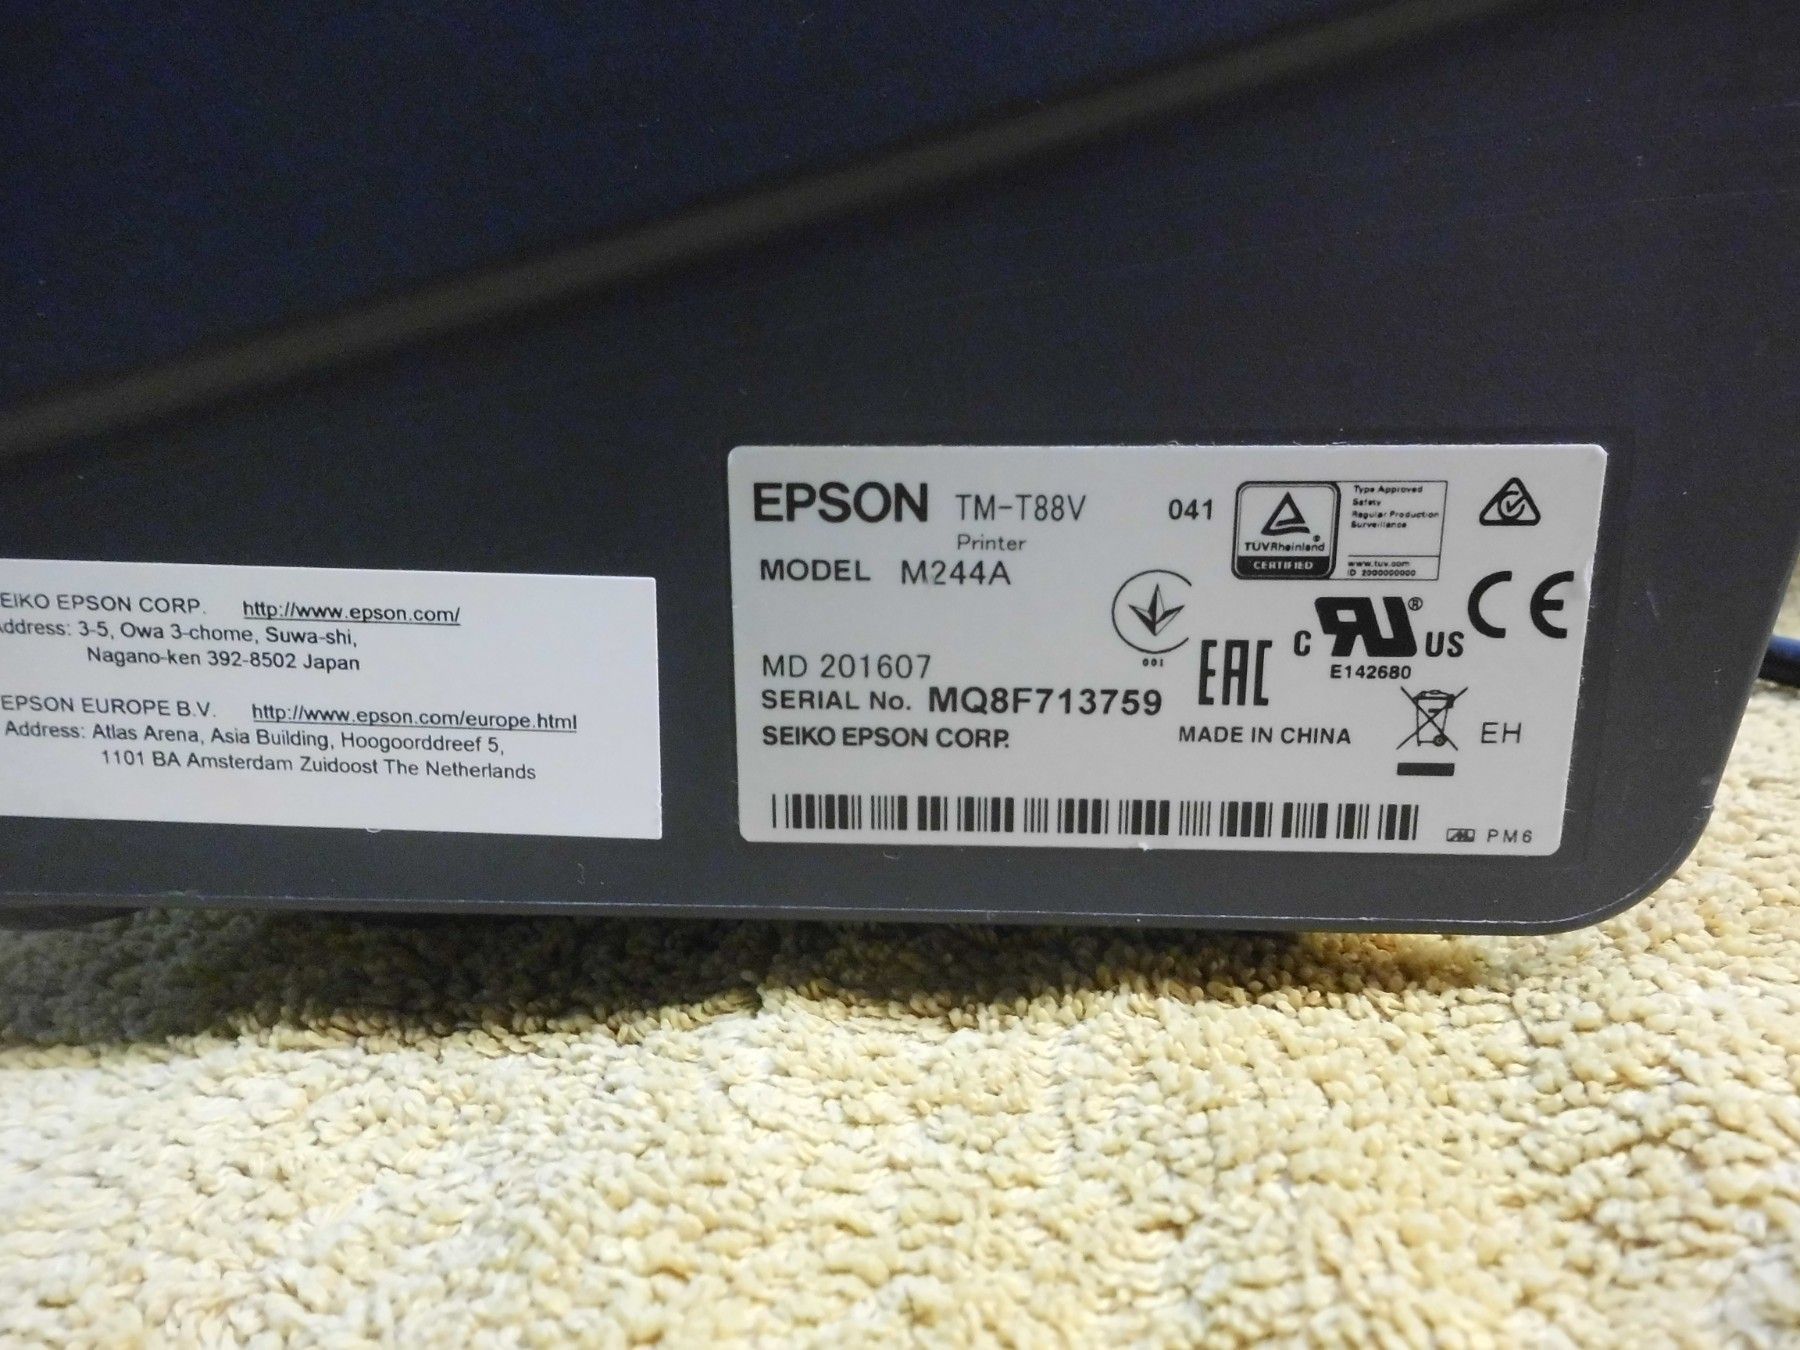 EIKO EPSON CORP. http://www.epson.com/
ddress: 3-5, Owa 3-chome, Suwa-shi,
Nagano-ken 392-8502 Japan
EPSON EUROPE B.V. http://www.epson.com/europe.html
Address: Atlas Arena, Asia Building, Hoogoorddreef 5,
1101 BA Amsterdam Zuidoost The Netherlands
EPSON TM-T88V 041
Printer
MODEL M244A
TÜVRheinland®
CERTIFIED
Type Approved
Safety
Regular Production
Surveillance
www.tuv.com
ID 2000000000
001
EAC
C RU® US
E142680
CE
MD 201607
SERIAL No. MQ8F713759
SEIKO EPSON CORP.
MADE IN CHINA
EH
PM6